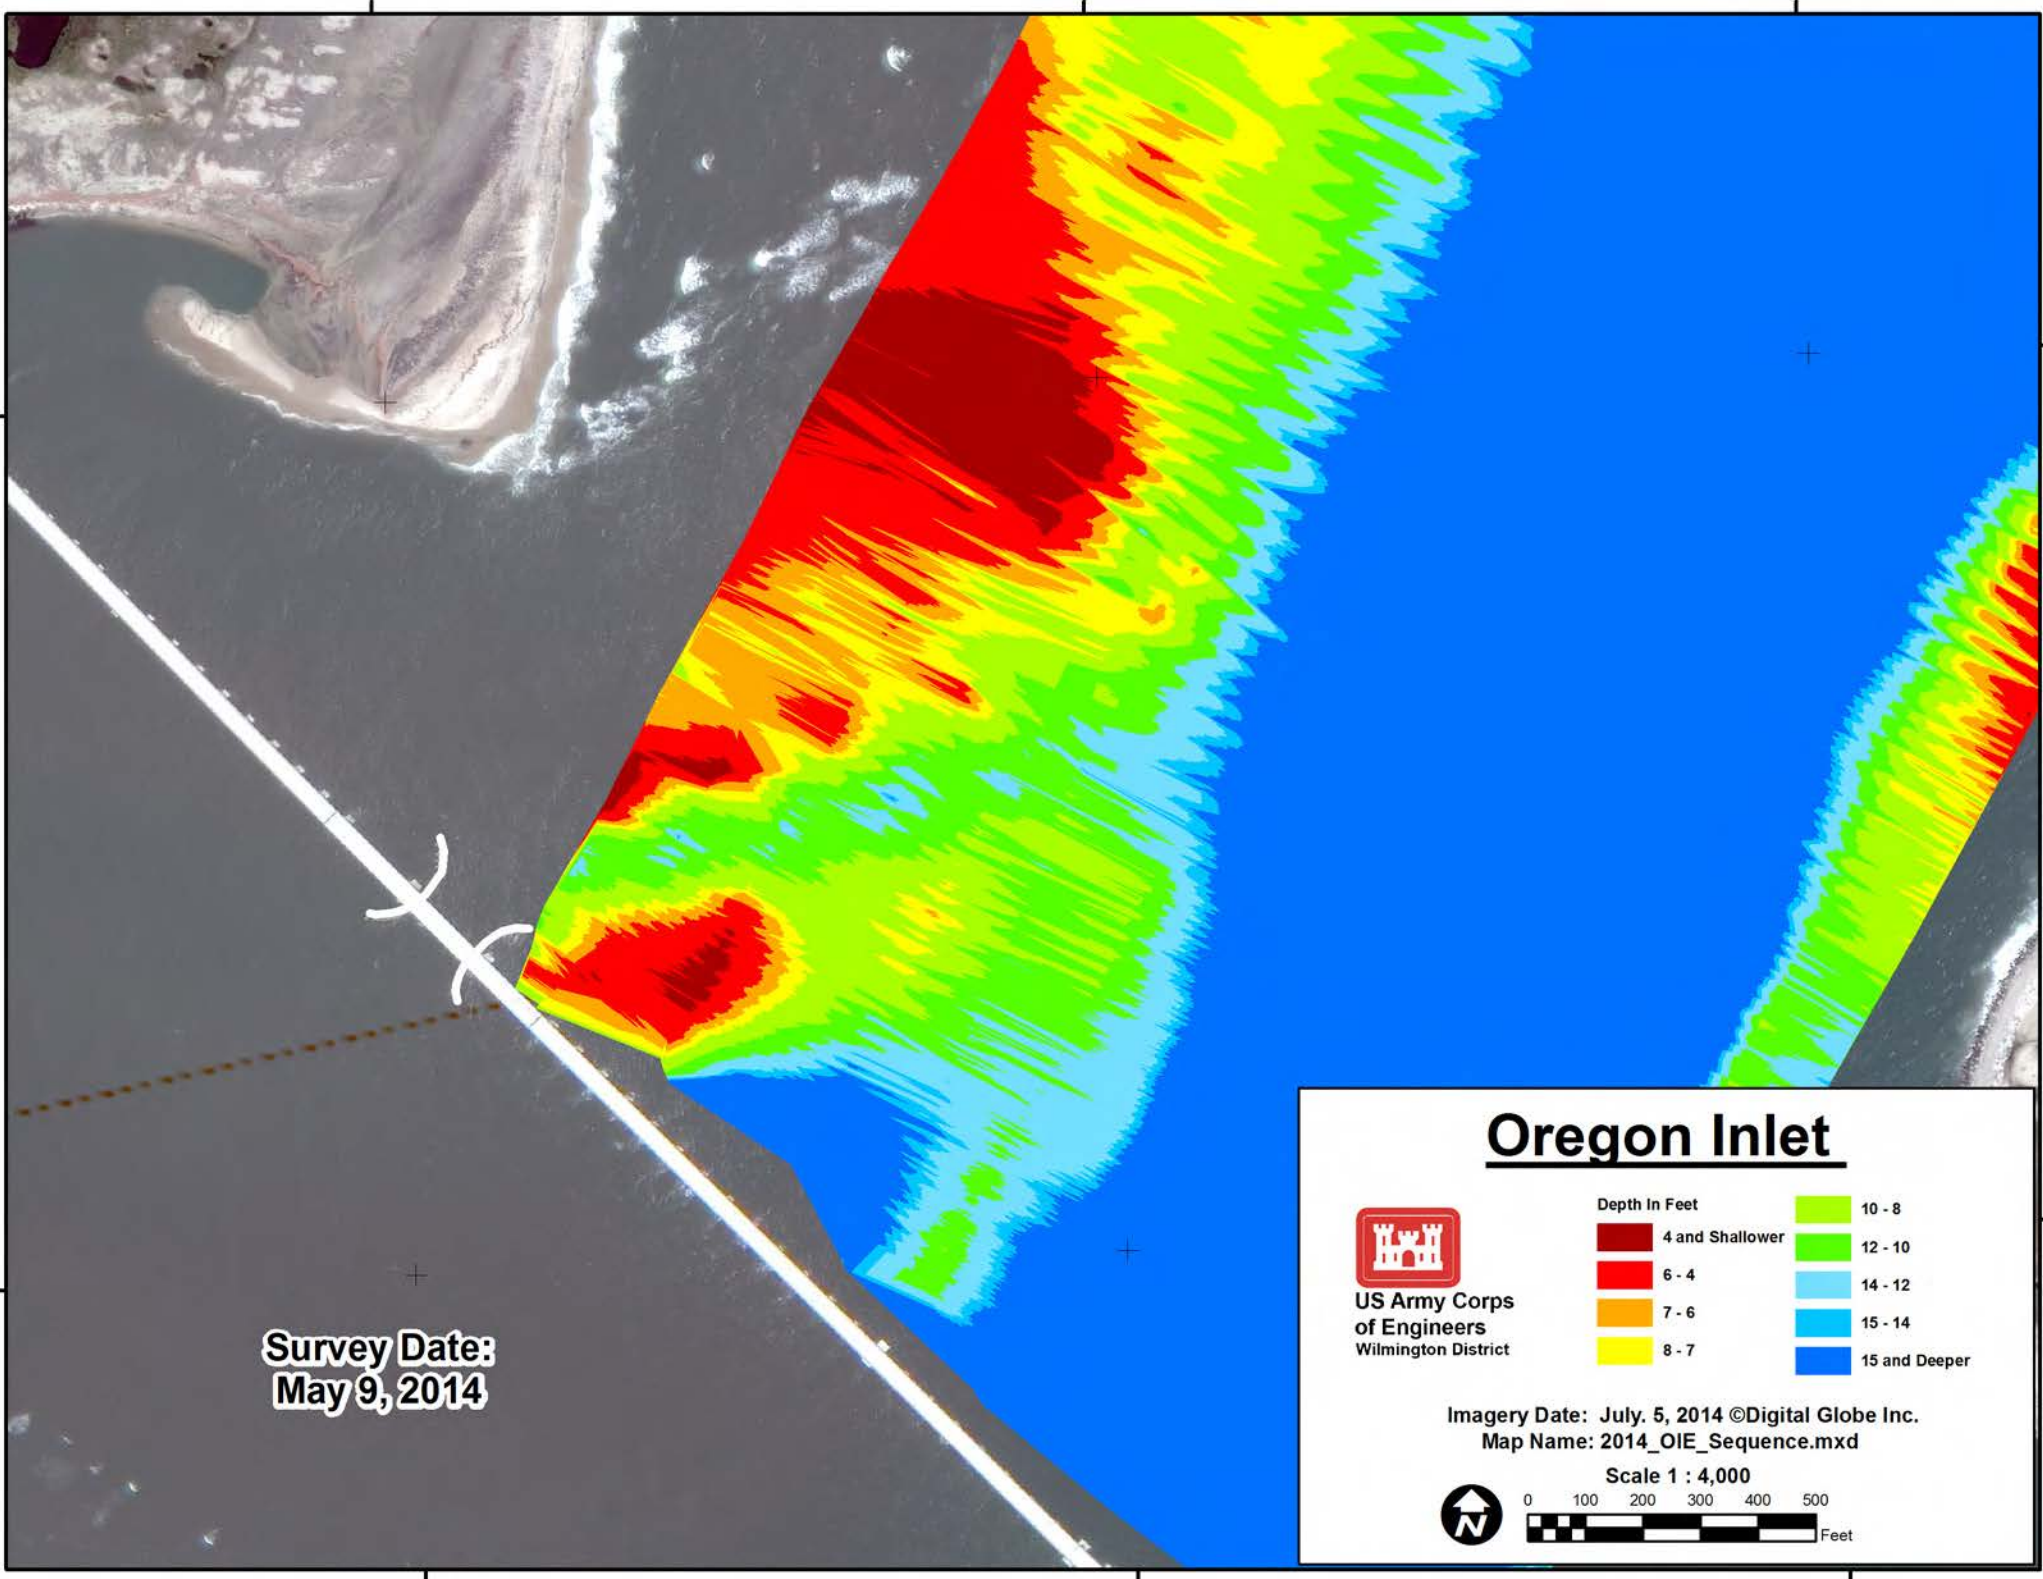 Survey Date:
May 9, 2014
Oregon Inlet
US Army Corps
of Engineers
Wilmington District
Depth In Feet
4 and Shallower
6 - 4
7 - 6
8 - 7
10 - 8
12 - 10
14 - 12
15 - 14
15 and Deeper
Imagery Date: July. 5, 2014 ©Digital Globe Inc.
Map Name: 2014_OIE_Sequence.mxd
Scale 1 : 4,000
N
0 100 200 300 400 500
Feet